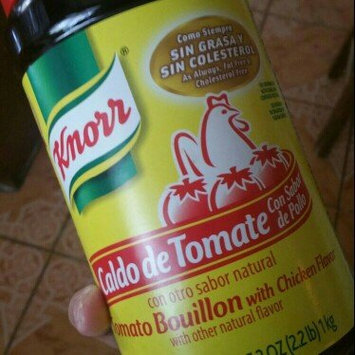 Como Siempre
SIN GRASA Y
SIN COLESTEROL
As Always, Fat Free &
Cholesterol Free
Knorr®
Caldo de Tomate
Con Sabor
de Pollo
con otro sabor natural
Tomato Bouillon with Chicken Flavor
with other natural flavor
OZ (2.2 lb) 1 kg